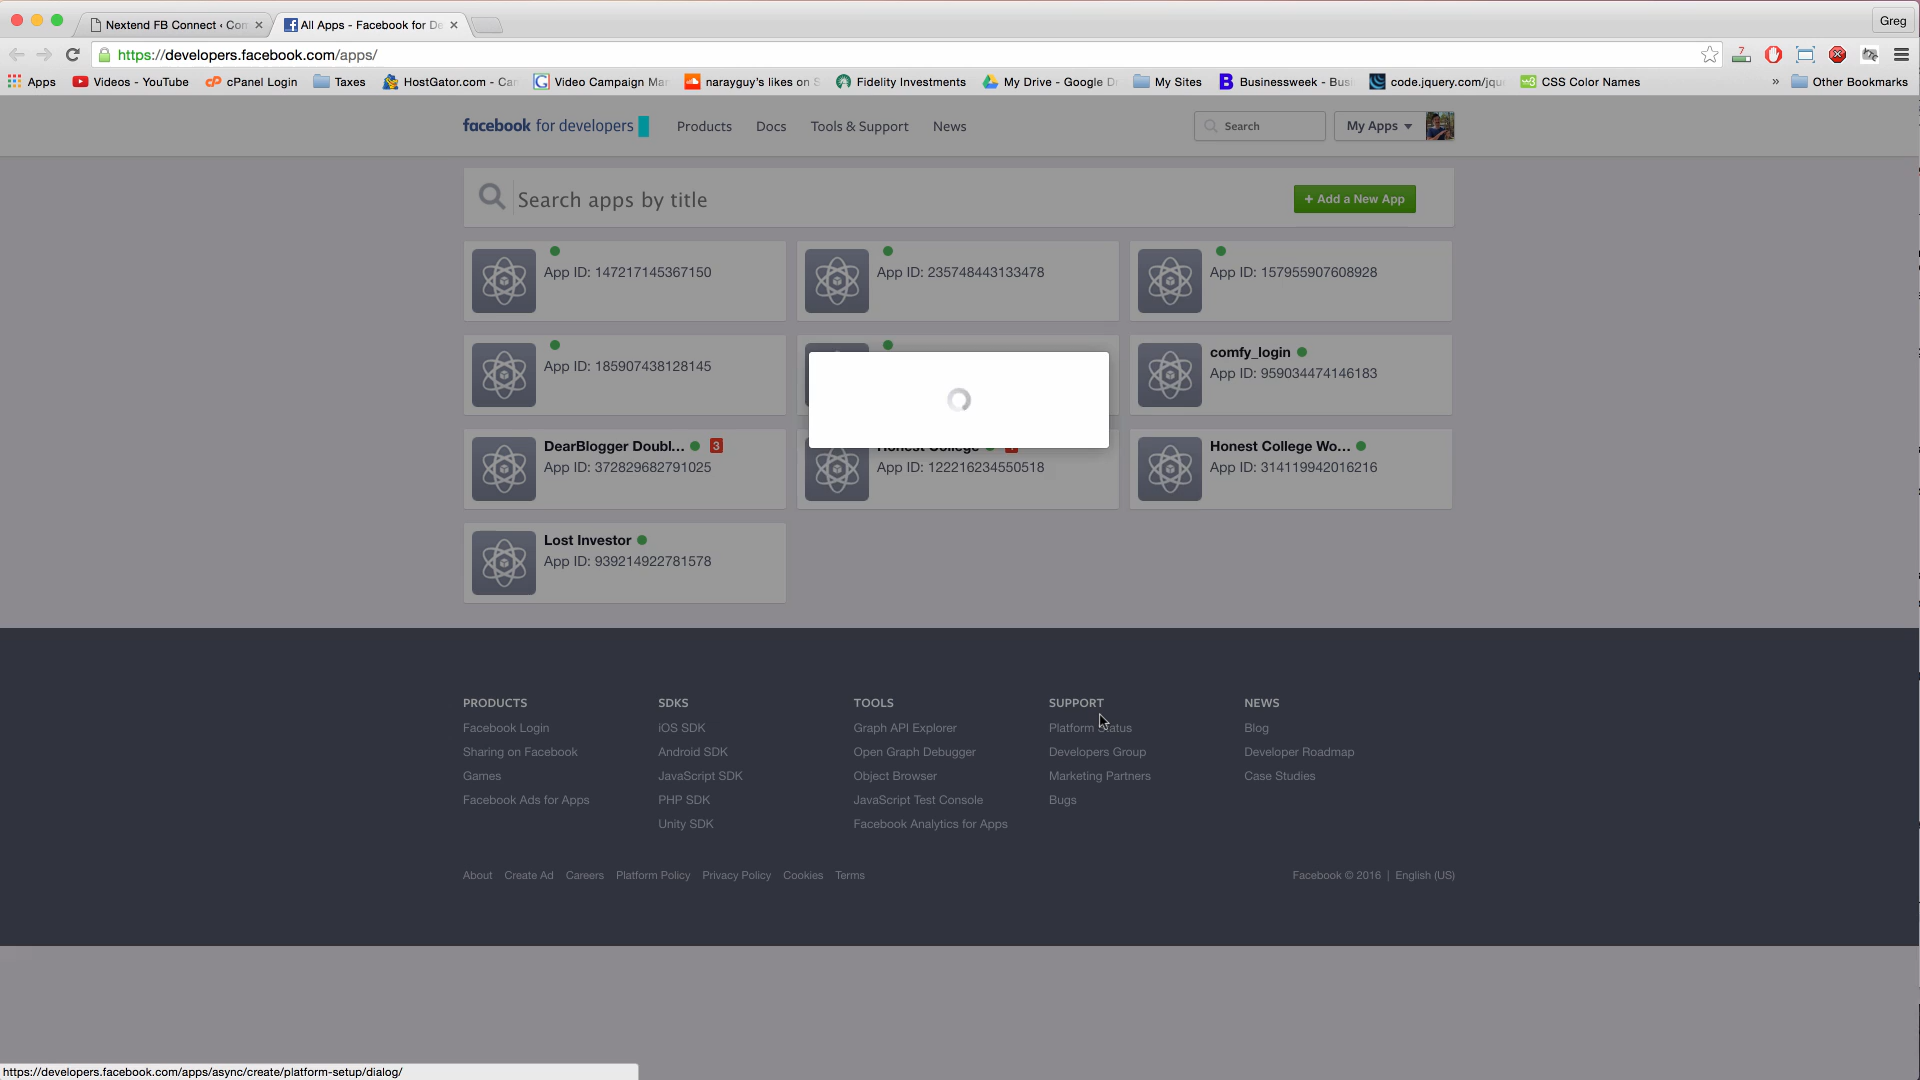 Nextend FB Connect ‹ Con
All Apps - Facebook for De
Greg
https://developers.facebook.com/apps/
7
Apps
Videos - YouTube
cPanel Login
Taxes
HostGator.com - Ca
Video Campaign Ma
narayguy's likes on S
Fidelity Investments
My Drive - Google D
My Sites
Businessweek - Bus
code.jquery.com/jqu
CSS Color Names
»
Other Bookmarks
facebook for developers
Products
Docs
Tools & Support
News
Search
My Apps
Search apps by title
+ Add a New App
App ID: 147217145367150
App ID: 235748443133478
App ID: 157955907608928
App ID: 185907438128145
comfy_login
App ID: 959034474146183
DearBlogger Doubl...
3
App ID: 372829682791025
Honest College
App ID: 122216234550518
Honest College Wo...
App ID: 314119942016216
Lost Investor
App ID: 939214922781578
PRODUCTS
Facebook Login
Sharing on Facebook
Games
Facebook Ads for Apps
SDKS
iOS SDK
Android SDK
JavaScript SDK
PHP SDK
Unity SDK
TOOLS
Graph API Explorer
Open Graph Debugger
Object Browser
JavaScript Test Console
Facebook Analytics for Apps
SUPPORT
Platform Status
Developers Group
Marketing Partners
Bugs
NEWS
Blog
Developer Roadmap
Case Studies
About
Create Ad
Careers
Platform Policy
Privacy Policy
Cookies
Terms
Facebook © 2016 | English (US)
https://developers.facebook.com/apps/async/create/platform-setup/dialog/